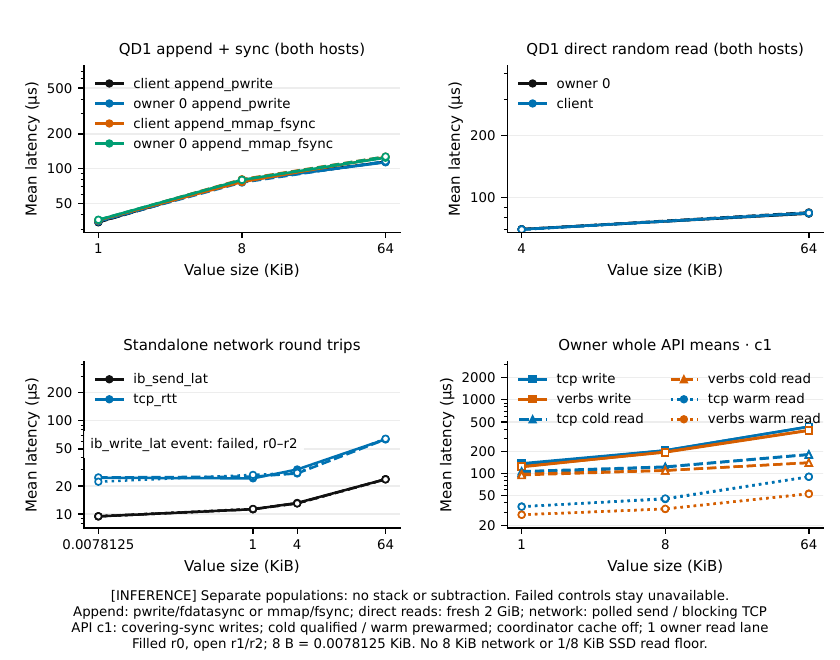 QD1 append + sync (both hosts)
Mean latency (µs)
500
200
100
50
client append_pwrite
owner 0 append_pwrite
client append_mmap_fsync
owner 0 append_mmap_fsync
1
8
64
Value size (KiB)
QD1 direct random read (both hosts)
Mean latency (µs)
200
100
owner 0
client
4
64
Value size (KiB)
Standalone network round trips
Mean latency (µs)
200
100
50
20
10
ib_send_lat
tcp_rtt
ib_write_lat event: failed, r0–r2
0.0078125
1
4
64
Value size (KiB)
Owner whole API means · c1
Mean latency (µs)
2000
1000
500
200
100
50
20
tcp write
verbs write
tcp cold read
verbs cold read
tcp warm read
verbs warm read
1
8
64
Value size (KiB)
[INFERENCE] Separate populations: no stack or subtraction. Failed controls stay unavailable.
Append: pwrite/fdatasync or mmap/fsync; direct reads: fresh 2 GiB; network: polled send / blocking TCP
API c1: covering-sync writes; cold qualified / warm prewarmed; coordinator cache off; 1 owner read lane
Filled r0, open r1/r2; 8 B = 0.0078125 KiB. No 8 KiB network or 1/8 KiB SSD read floor.